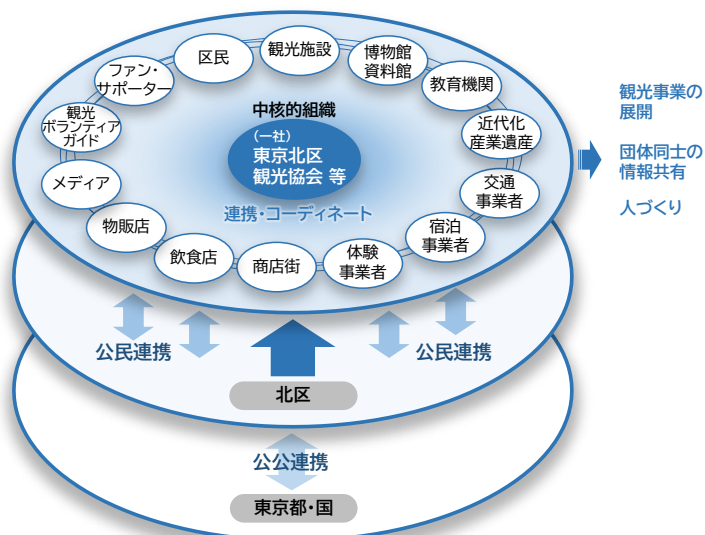 観光施設
区民
博物館
資料館
ファン・
サポーター
教育機関
観光
ボランティア
ガイド
近代化
産業遺産
メディア
交通
事業者
物販店
宿泊
事業者
飲食店
商店街
体験
事業者
中核的組織
(一社)
東京北区
観光協会 等
連携・コーディネート
観光事業の
展開
団体同士の
情報共有
人づくり
公民連携
公民連携
北区
公公連携
東京都・国